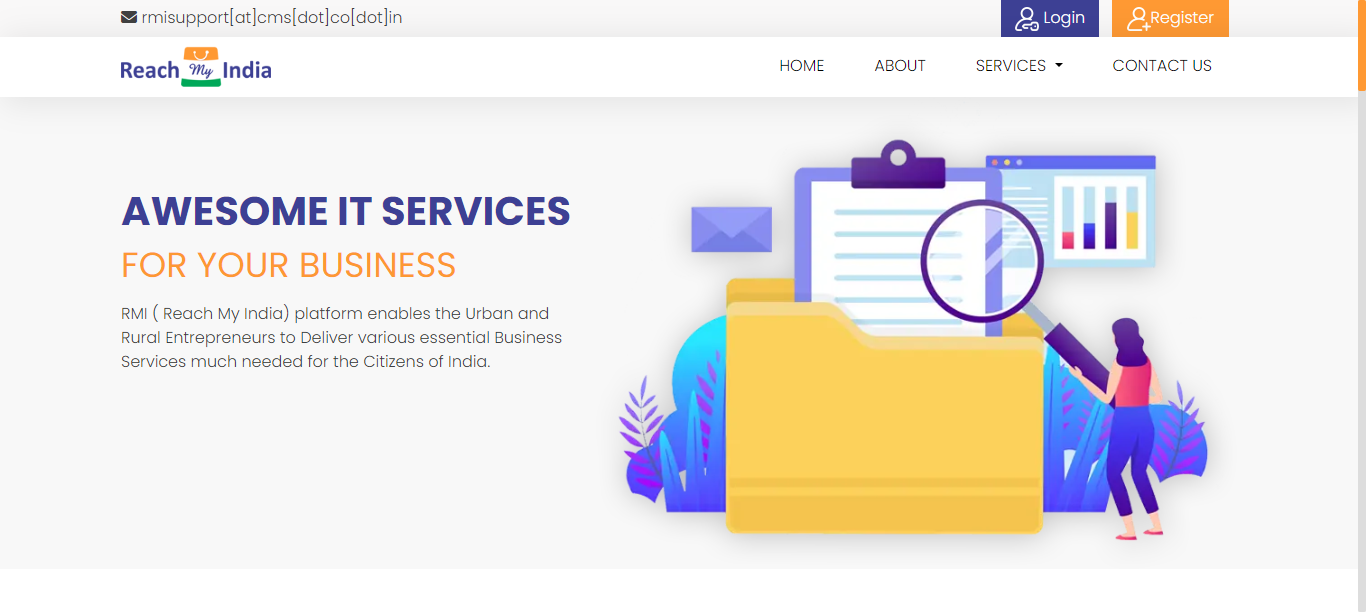 rmisupport[at]cms[dot]co[dot]in
Login
Register
Reach My India
HOME
ABOUT
SERVICES
CONTACT US
AWESOME IT SERVICES
FOR YOUR BUSINESS
RMI ( Reach My India) platform enables the Urban and
Rural Entrepreneurs to Deliver various essential Business
Services much needed for the Citizens of India.